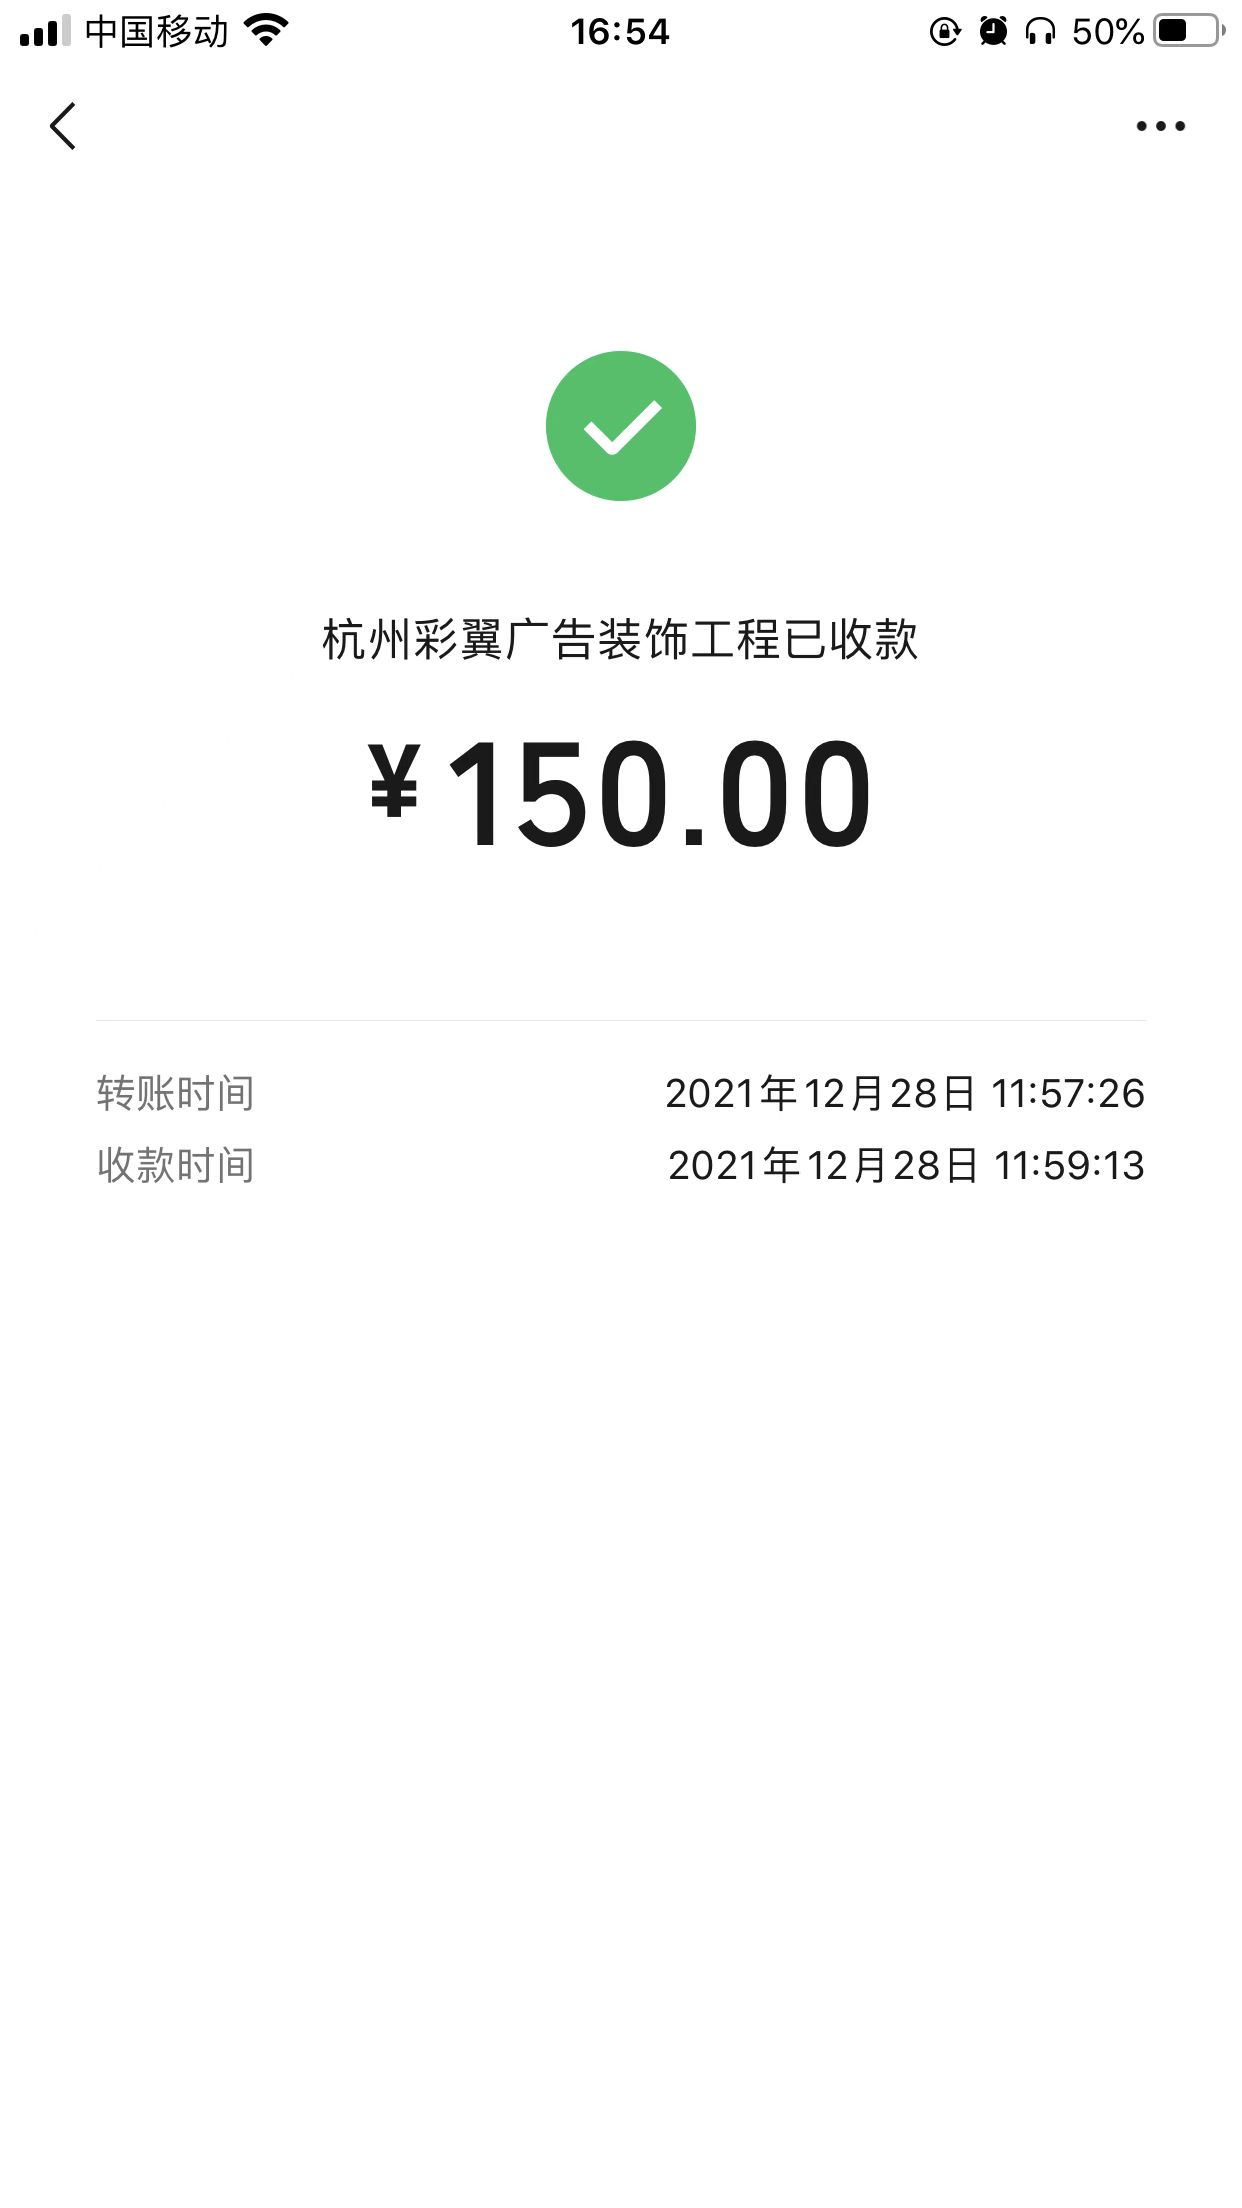 中国移动 16:54 50%
杭州彩翼广告装饰工程已收款
¥150.00
转账时间 2021年12月28日 11:57:26
收款时间 2021年12月28日 11:59:13